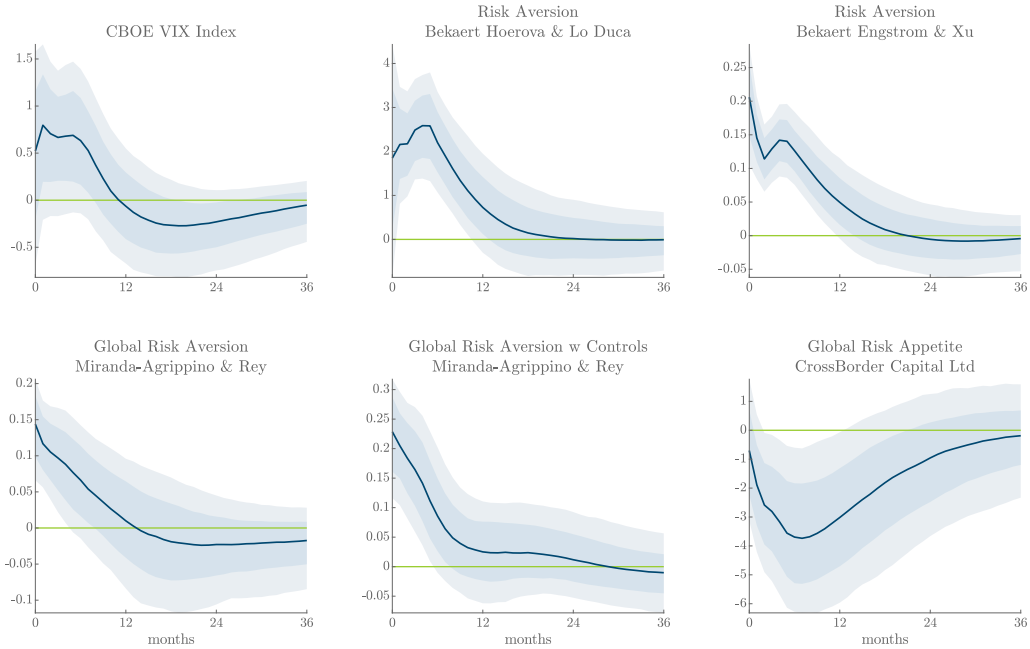 CBOE VIX Index
1.5
1
0.5
0
-0.5
0 12 24 36
Risk Aversion
Bekaert Hoerova & Lo Duca
4
3
2
1
0
0 12 24 36
Risk Aversion
Bekaert Engstrom & Xu
0.25
0.2
0.15
0.1
0.05
0
-0.05
0 12 24 36
Global Risk Aversion
Miranda-Agrippino & Rey
0.2
0.15
0.1
0.05
0
-0.05
-0.1
0 12 24 36
months
Global Risk Aversion w Controls
Miranda-Agrippino & Rey
0.3
0.25
0.2
0.15
0.1
0.05
0
-0.05
0 12 24 36
months
Global Risk Appetite
CrossBorder Capital Ltd
1
0
-1
-2
-3
-4
-5
-6
0 12 24 36
months